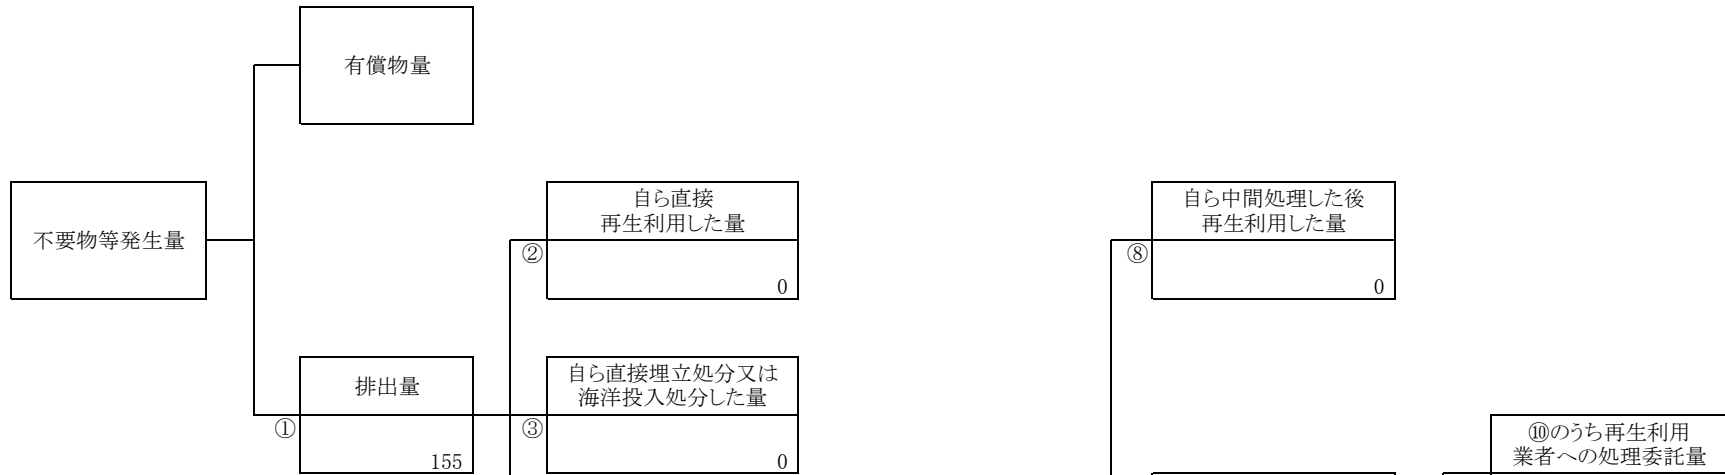 有償物量
不要物等発生量
自ら直接
再生利用した量
②
0
自ら中間処理した後
再生利用した量
⑧
0
排出量
①
155
自ら直接埋立処分又は
海洋投入処分した量
③
0
⑩のうち再生利用
業者への処理委託量